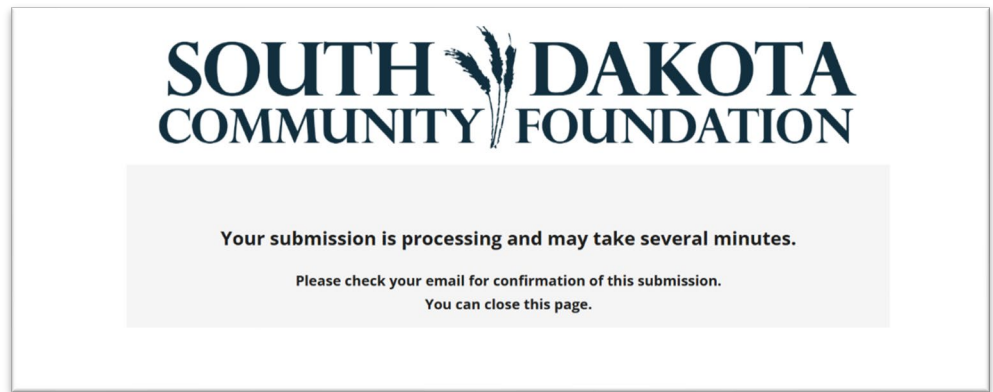 SOUTH DAKOTA
COMMUNITY FOUNDATION
Your submission is processing and may take several minutes.
Please check your email for confirmation of this submission.
You can close this page.